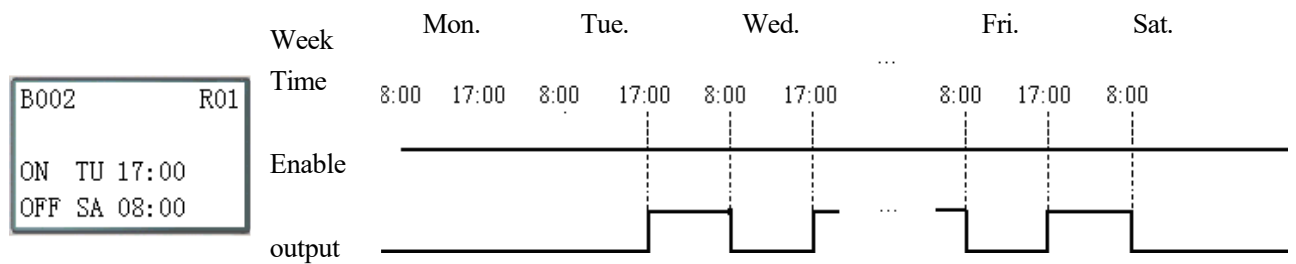 B002 R01
ON TU 17:00
OFF SA 08:00
Week Mon. Tue. Wed. ... Fri. Sat.
Time 8:00 17:00 8:00 17:00 8:00 17:00 8:00 17:00 8:00
Enable
output ...